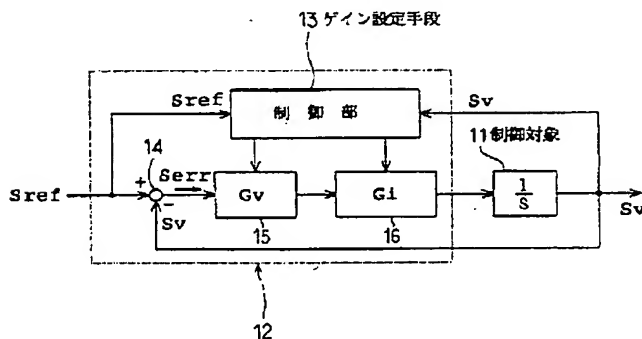 13 ゲイン設定手段
Sref
制御部
Sv
11 制御対象
14
Serr
Sref
+
-
Gv
Gi
1/S
Sv
Sv
15
16
12